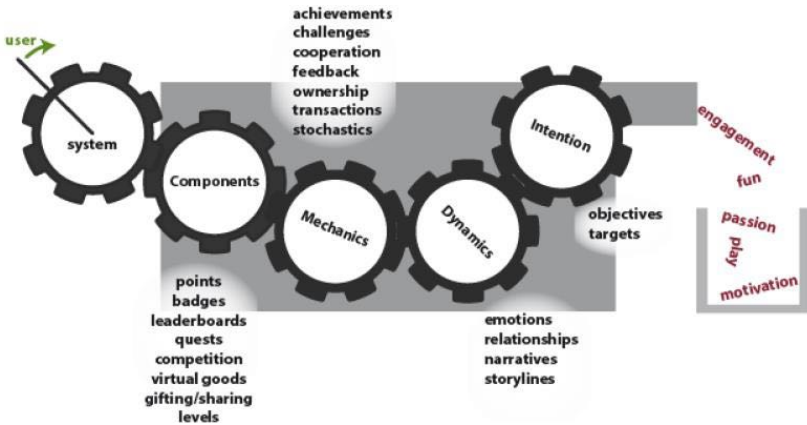 user
system
Components
Mechanics
Dynamics
Intention
achievements
challenges
cooperation
feedback
ownership
transactions
stochastics
points
badges
leaderboards
quests
competition
virtual goods
gifting/sharing
levels
emotions
relationships
narratives
storylines
objectives
targets
engagement
fun
passion
play
motivation